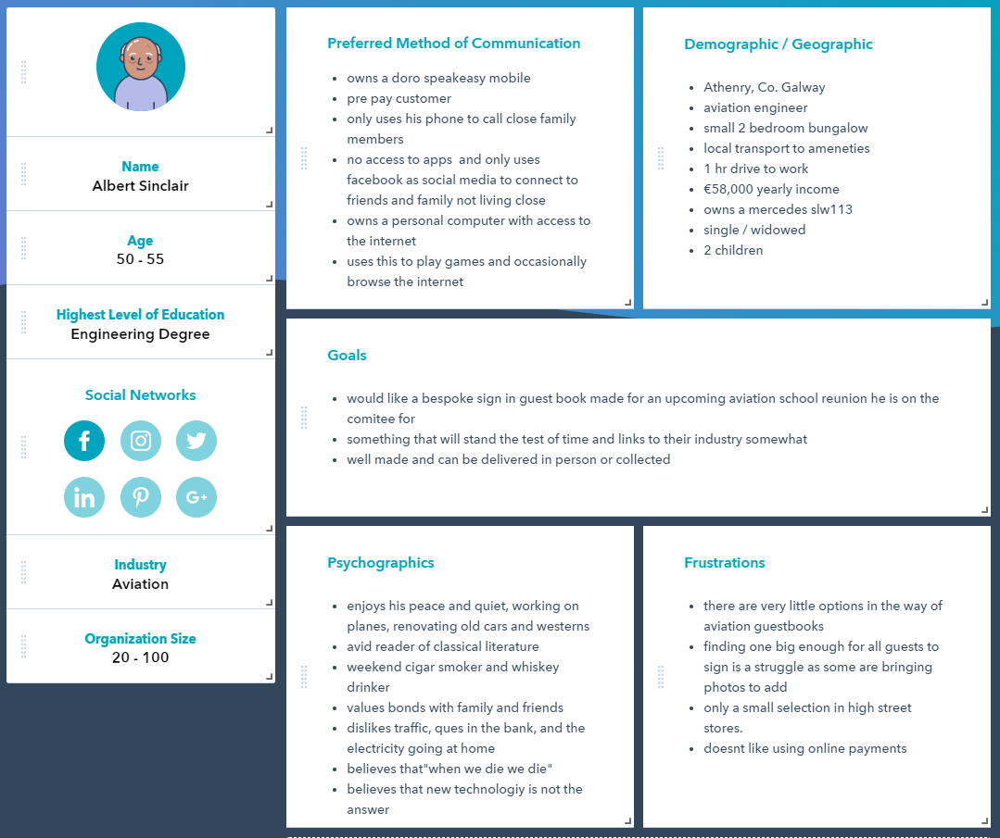 Name
Albert Sinclair
Age
50 - 55
Highest Level of Education
Engineering Degree
Social Networks
f
in
G+
Industry
Aviation
Organization Size
20 - 100
Preferred Method of Communication
owns a doro speakeasy mobile
pre pay customer
only uses his phone to call close family
members
no access to apps  and only uses
facebook as social media to connect to
friends and family not living close
owns a personal computer with access to
the internet
uses this to play games and occasionally
browse the internet
Demographic / Geographic
Athenry, Co. Galway
aviation engineer
small 2 bedroom bungalow
local transport to ameneties
1 hr drive to work
€58,000 yearly income
owns a mercedes slw113
single / widowed
2 children
Goals
would like a bespoke sign in guest book made for an upcoming aviation school reunion he is on the
comitee for
something that will stand the test of time and links to their industry somewhat
well made and can be delivered in person or collected
Psychographics
enjoys his peace and quiet, working on
planes, renovating old cars and westerns
avid reader of classical literature
weekend cigar smoker and whiskey
drinker
values bonds with family and friends
dislikes traffic, ques in the bank, and the
electricity going at home
believes that"when we die we die"
believes that new technologiy is not the
answer
Frustrations
there are very little options in the way of
aviation guestbooks
finding one big enough for all guests to
sign is a struggle as some are bringing
photos to add
only a small selection in high street
stores.
doesnt like using online payments